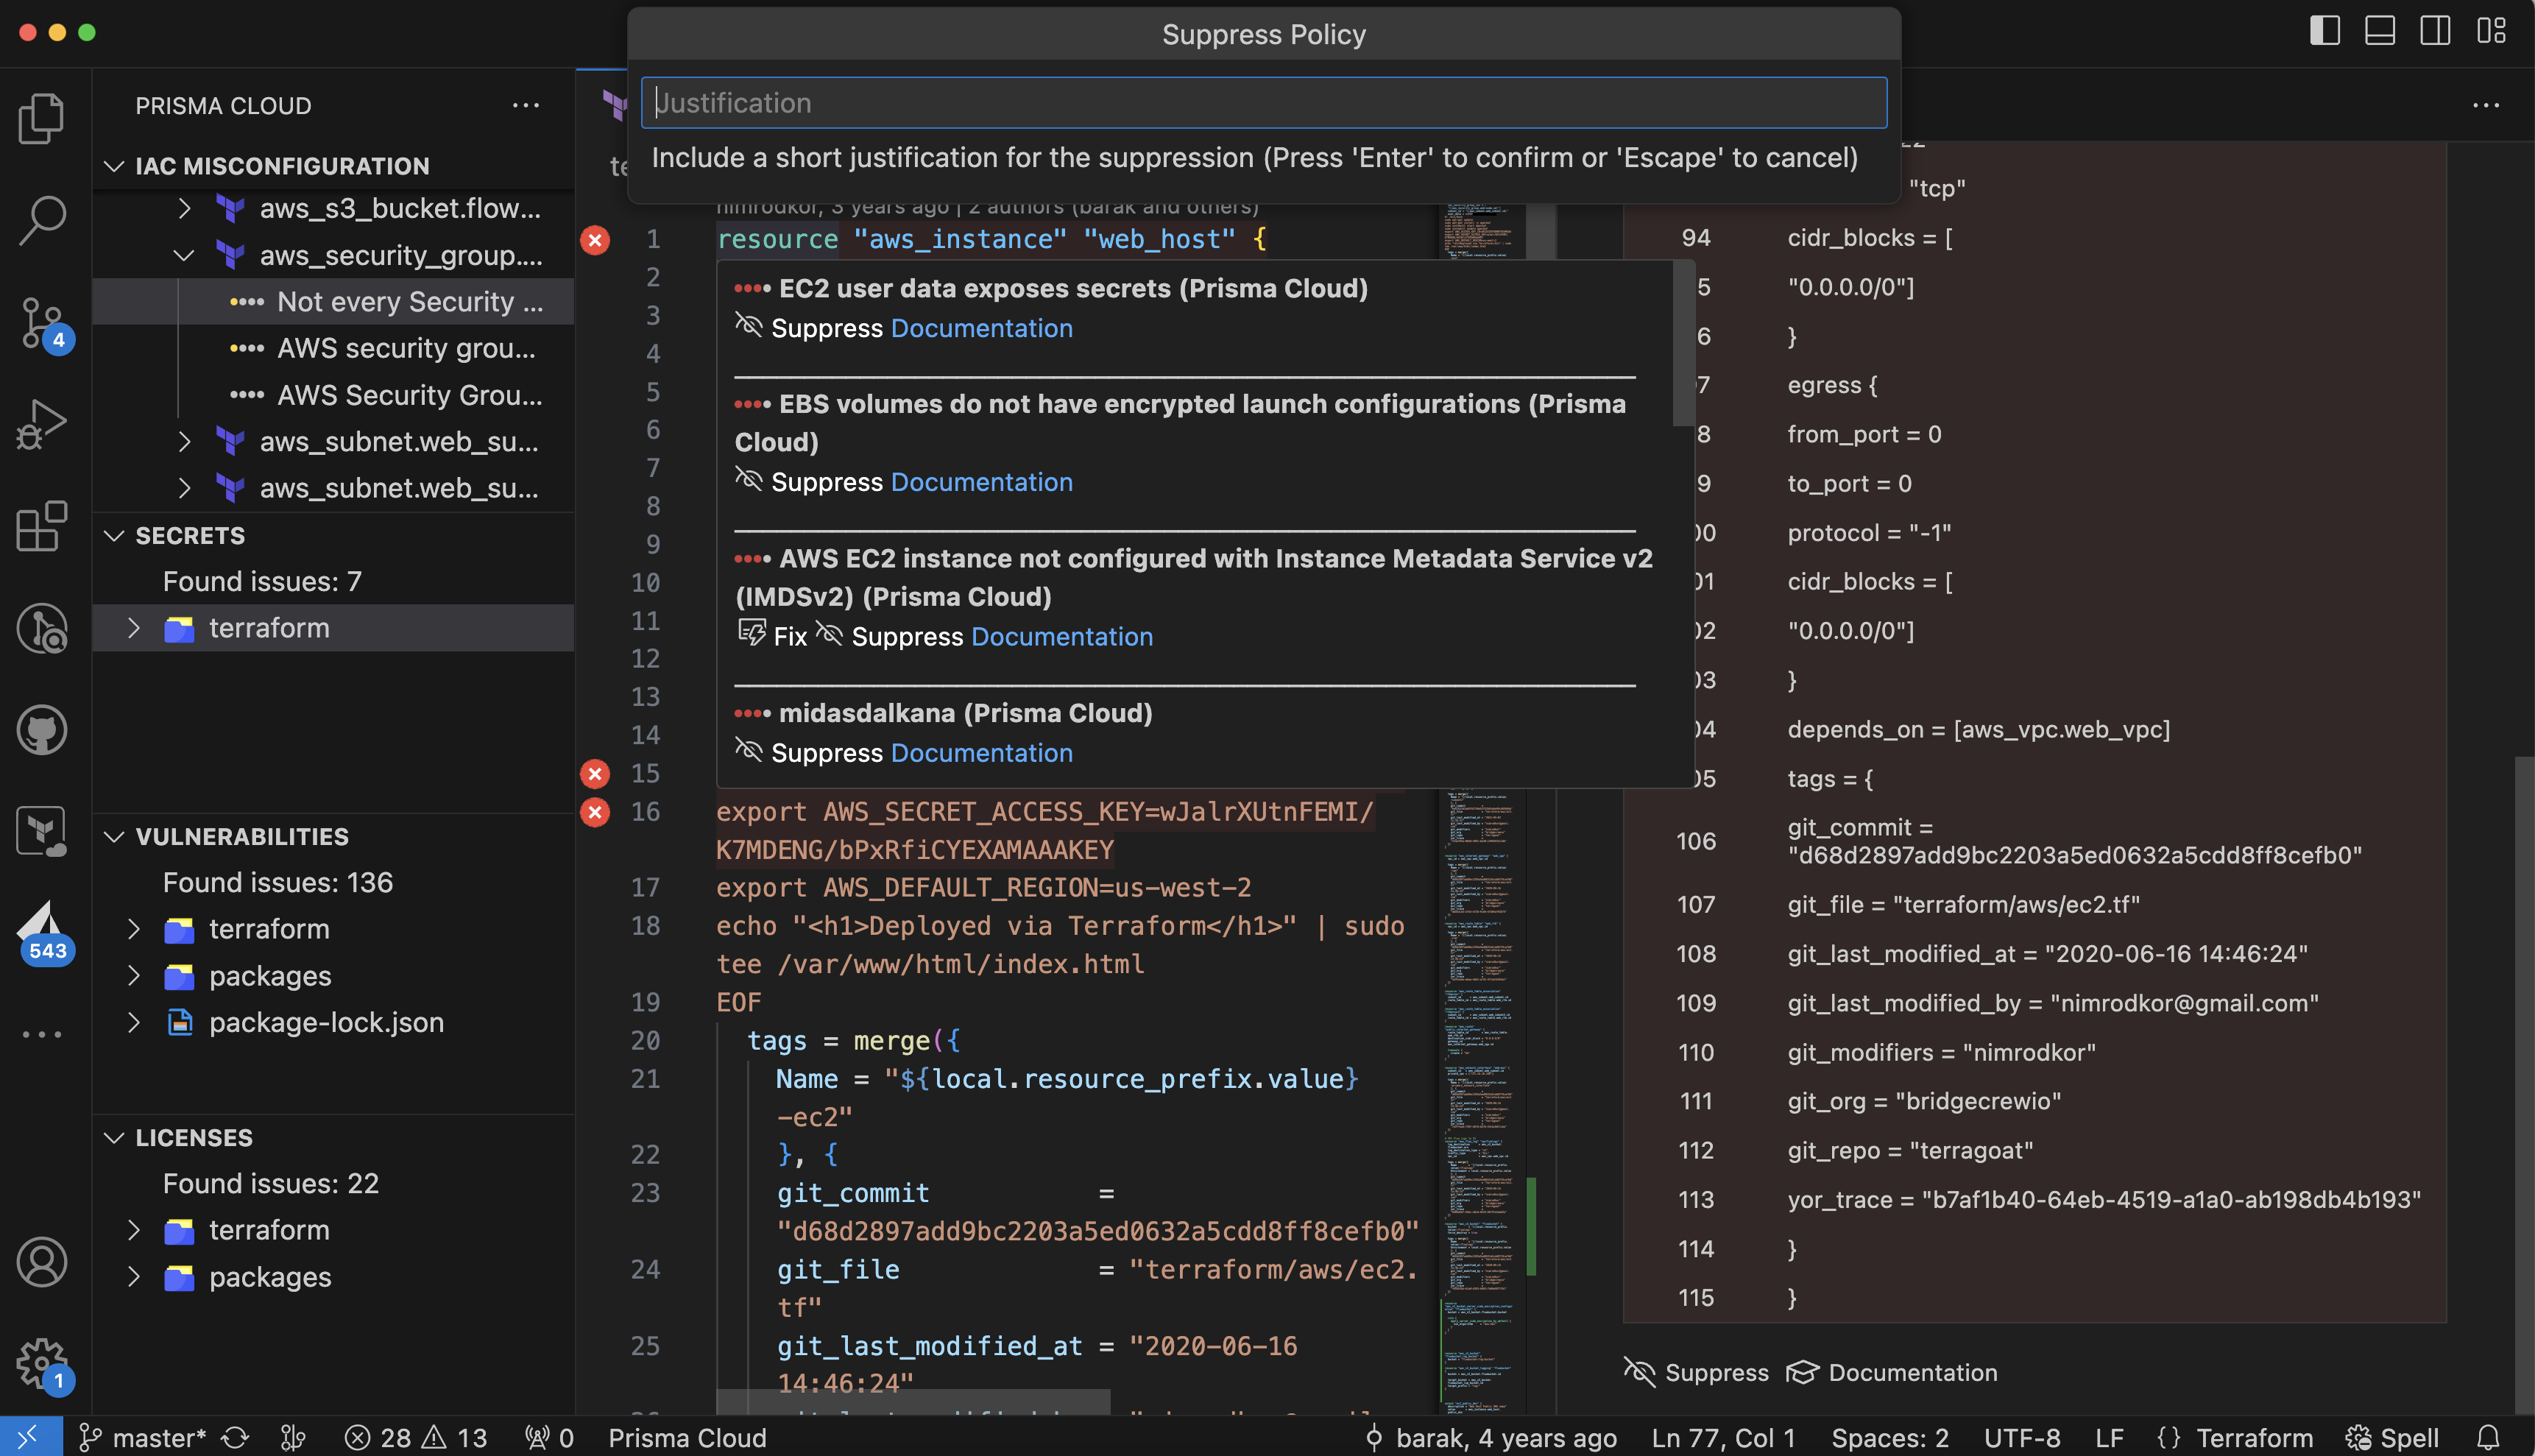 Suppress Policy
Justification
Include a short justification for the suppression (Press 'Enter' to confirm or 'Escape' to cancel)
PRISMA CLOUD
IAC MISCONFIGURATION
aws_s3_bucket.flow...
aws_security_group....
Not every Security ...
AWS security grou...
AWS Security Grou...
aws_subnet.web_su...
aws_subnet.web_su...
SECRETS
Found issues: 7
terraform
VULNERABILITIES
Found issues: 136
terraform
packages
package-lock.json
LICENSES
Found issues: 22
terraform
packages
4
543
1
nimrodkor, 3 years ago | 2 authors (barak and others)
1 resource "aws_instance" "web_host" {
2
3
4
5
6
7
8
9
10
11
12
13
14
15
EC2 user data exposes secrets (Prisma Cloud)
Suppress Documentation
EBS volumes do not have encrypted launch configurations (Prisma
Cloud)
Suppress Documentation
AWS EC2 instance not configured with Instance Metadata Service v2
(IMDSv2) (Prisma Cloud)
Fix Suppress Documentation
midasdalkana (Prisma Cloud)
Suppress Documentation
16 export AWS_SECRET_ACCESS_KEY=wJalrXUtnFEMI/
K7MDENG/bPxRfiCYEXAMAAAKEY
17 export AWS_DEFAULT_REGION=us-west-2
18 echo "<h1>Deployed via Terraform</h1>" | sudo
tee /var/www/html/index.html
19 EOF
20 tags = merge({
21 Name = "${local.resource_prefix.value}
-ec2"
22 }, {
23 git_commit =
"d68d2897add9bc2203a5ed0632a5cdd8ff8cefb0"
24 git_file = "terraform/aws/ec2.
tf"
25 git_last_modified_at = "2020-06-16
14:46:24"
"tcp"
94 cidr_blocks = [
5 "0.0.0.0/0"]
6 }
7 egress {
8 from_port = 0
9 to_port = 0
00 protocol = "-1"
01 cidr_blocks = [
02 "0.0.0.0/0"]
03 }
04 depends_on = [aws_vpc.web_vpc]
05 tags = {
106 git_commit =
"d68d2897add9bc2203a5ed0632a5cdd8ff8cefb0"
107 git_file = "terraform/aws/ec2.tf"
108 git_last_modified_at = "2020-06-16 14:46:24"
109 git_last_modified_by = "nimrodkor@gmail.com"
110 git_modifiers = "nimrodkor"
111 git_org = "bridgecrewio"
112 git_repo = "terragoat"
113 yor_trace = "b7af1b40-64eb-4519-a1a0-ab198db4b193"
114 }
115 }
Suppress Documentation
master* 28 13 0 Prisma Cloud barak, 4 years ago Ln 77, Col 1 Spaces: 2 UTF-8 LF {} Terraform Spell